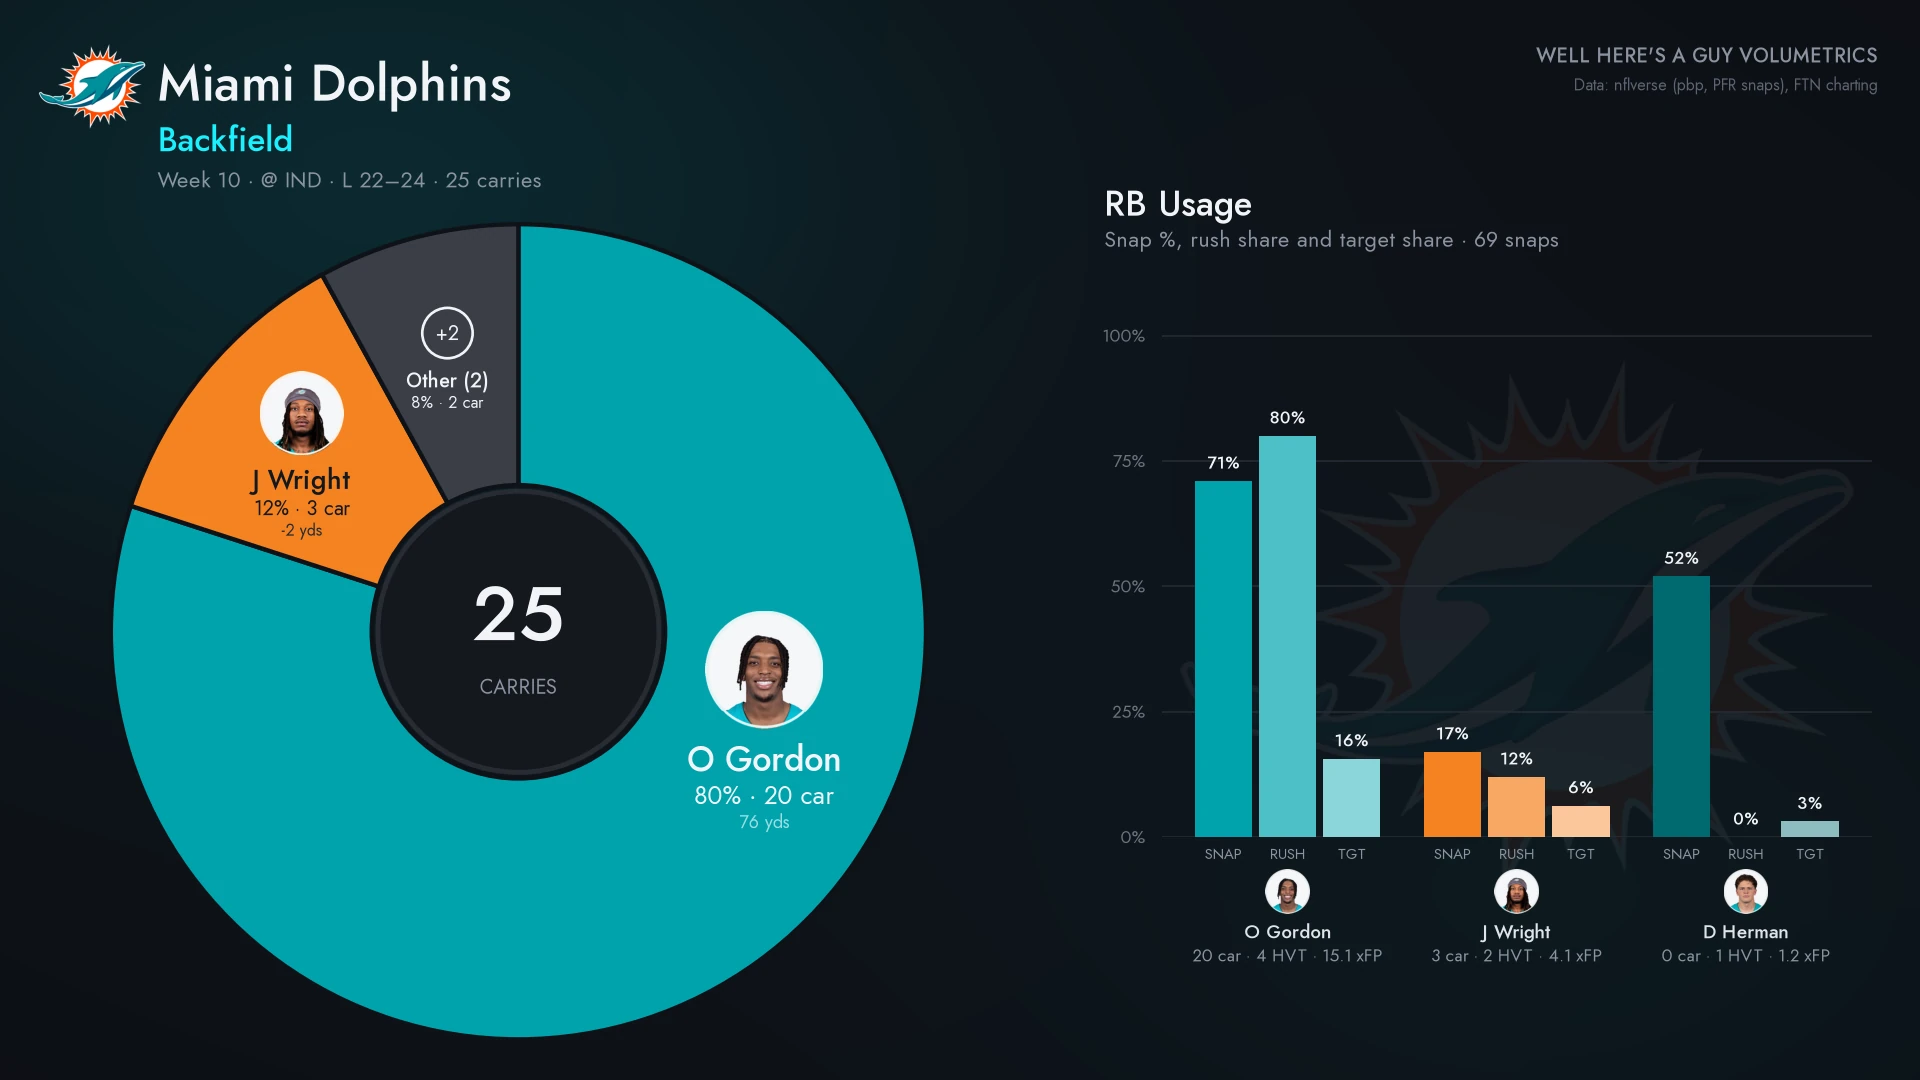 Miami Dolphins
Backfield
Week 10 · @ IND · L 22–24 · 25 carries
WELL HERE'S A GUY VOLUMETRICS
Data: nflverse (pbp, PFR snaps), FTN charting
+2
Other (2)
8% · 2 car
J Wright
12% · 3 car
-2 yds
25
CARRIES
O Gordon
80% · 20 car
76 yds
RB Usage
Snap %, rush share and target share · 69 snaps
100%
75%
50%
25%
0%
71%
80%
16%
17%
12%
6%
52%
0%
3%
SNAP RUSH TGT
SNAP RUSH TGT
SNAP RUSH TGT
O Gordon
20 car · 4 HVT · 15.1 xFP
J Wright
3 car · 2 HVT · 4.1 xFP
D Herman
0 car · 1 HVT · 1.2 xFP